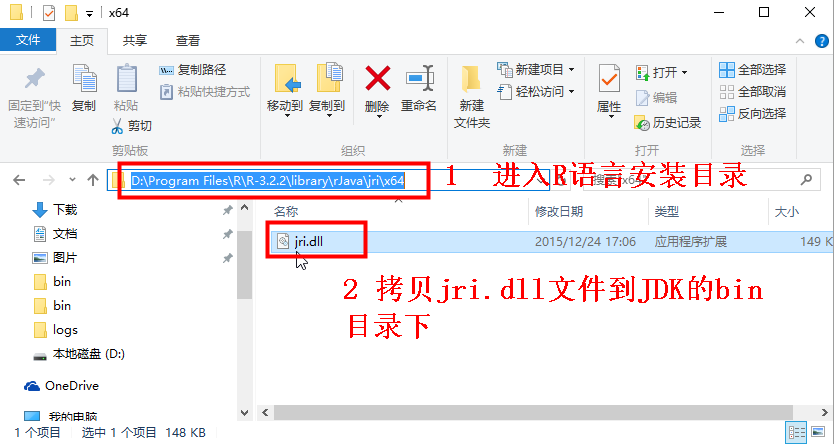 x64
文件
主页
共享
查看
固定到“快
速访问”
复制
粘贴
复制路径
粘贴快捷方式
剪切
剪贴板
移动到
复制到
删除
重命名
组织
新建
文件夹
新建项目
轻松访问
新建
属性
打开
编辑
历史记录
打开
全部选择
全部取消
反向选择
选择
D:\Program Files\R\R-3.2.2\library\rJava\jri\x64
1 进入R语言安装目录
下载
文档
图片
bin
bin
logs
本地磁盘 (D:)
OneDrive
我的电脑
名称
修改日期
类型
大小
jri.dll
2015/12/24 17:06
应用程序扩展
149 K
2 拷贝jri.dll文件到JDK的bin
目录下
1 个项目
选中 1 个项目
148 KB